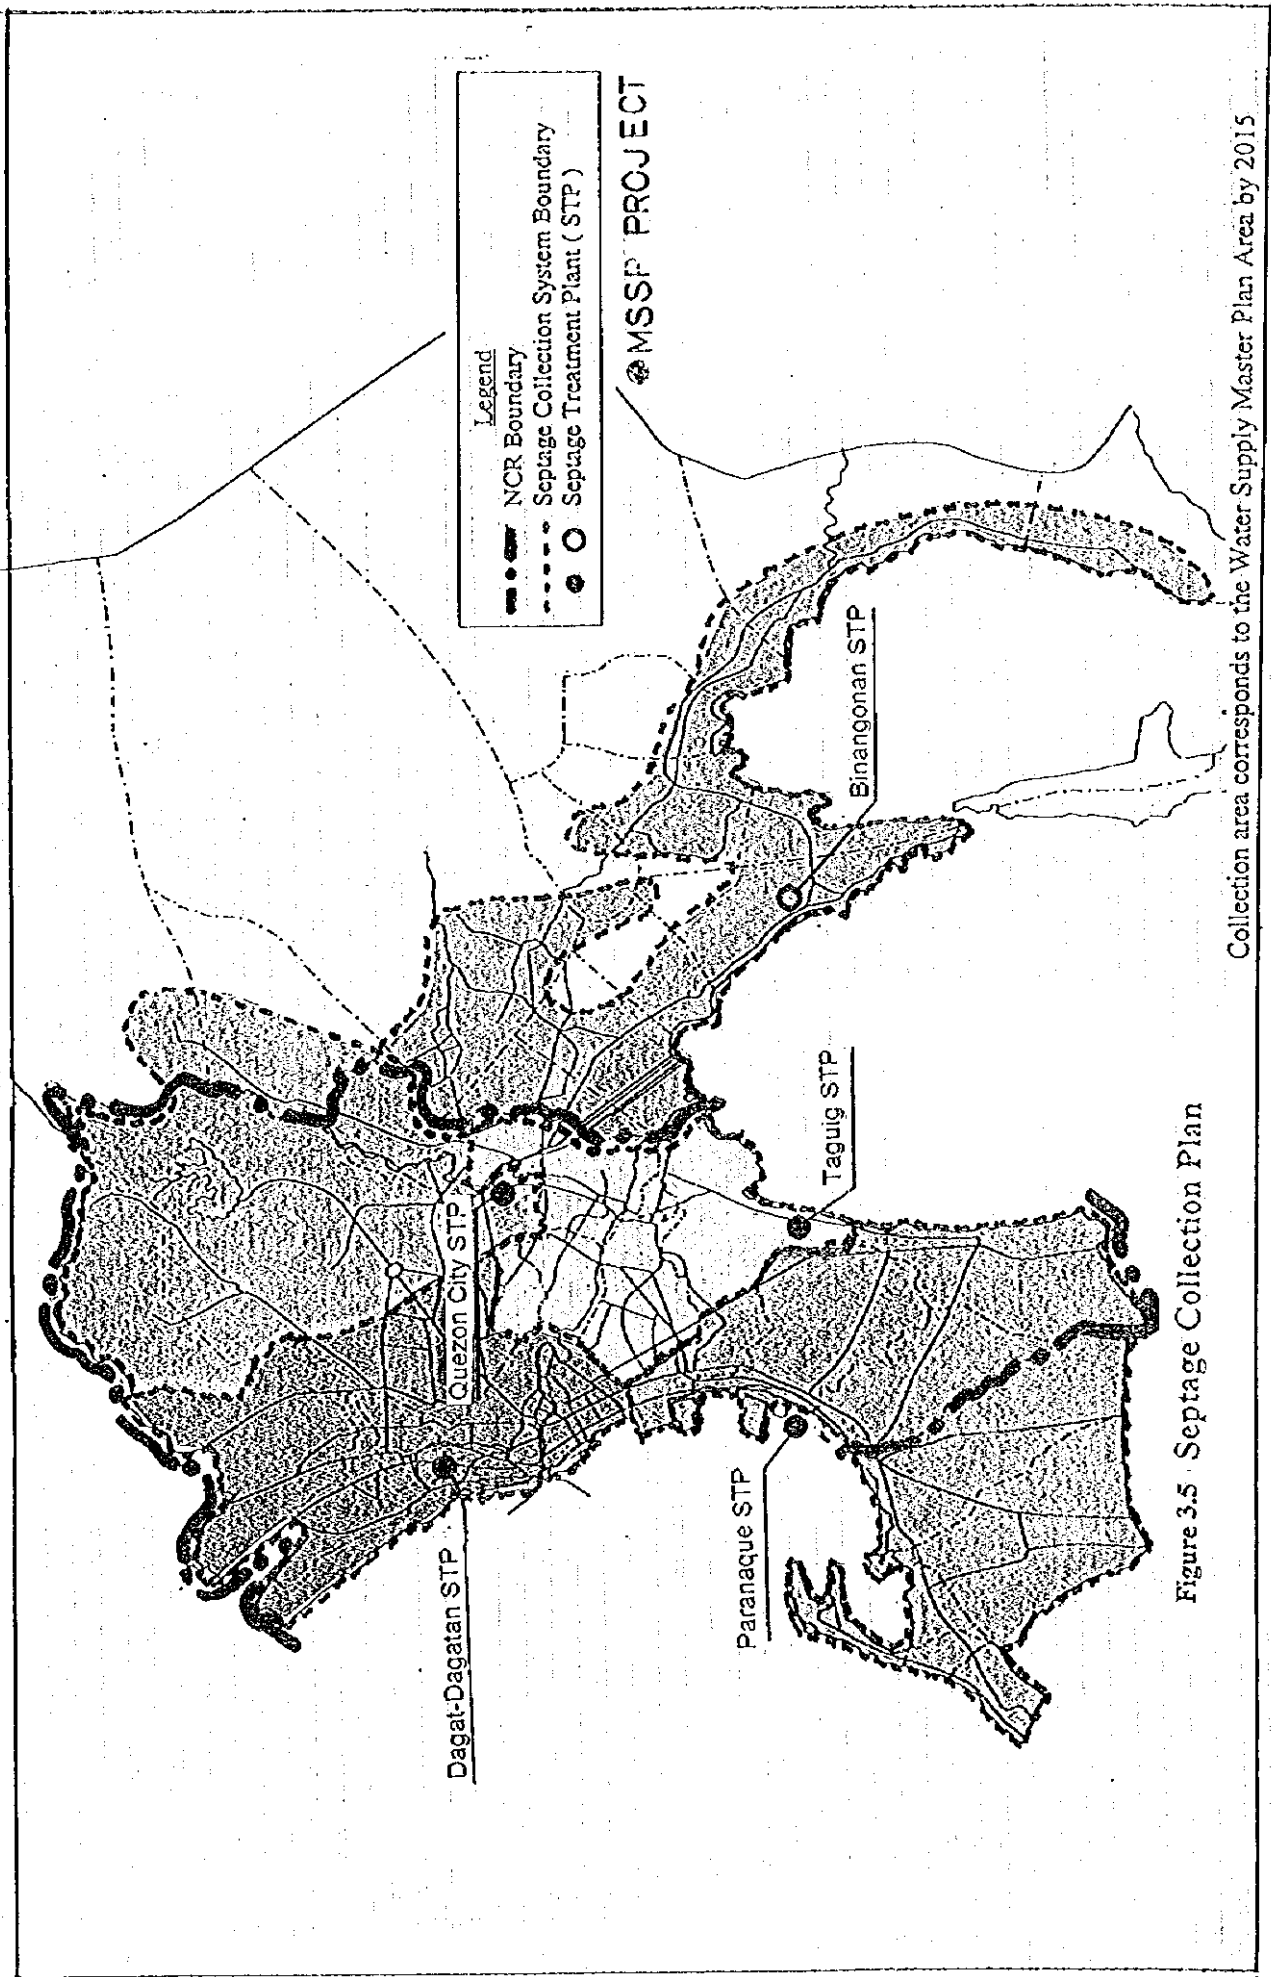 Legend
NCR Boundary
Septage Collection System Boundary
Septage Treatment Plant ( STP )
MSSP PROJECT
Dagat-Dagatan STP
Quezon City STP
Binangonan STP
Taguig STP
Paranaque STP
Collection area corresponds to the Water Supply Master Plan Area by 2015
Figure 3.5 Septage Collection Plan